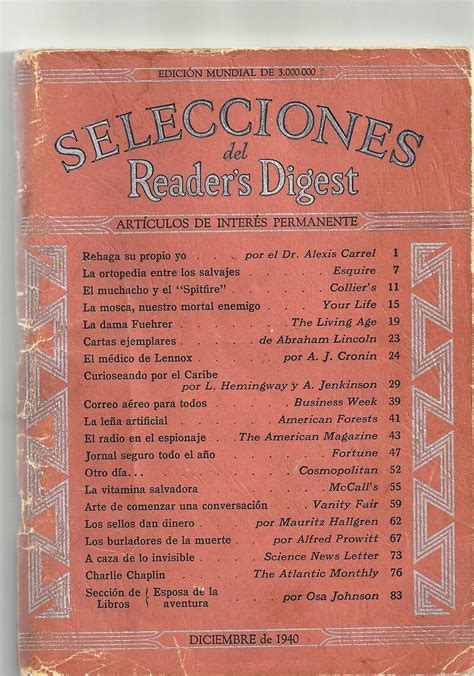 EDICIÓN MUNDIAL DE 3.000.000
SELECCIONES
del
Reader's Digest
ARTÍCULOS DE INTERÉS PERMANENTE
Rehaga su propio yo . . por el Dr. Alexis Carrel 1
La ortopedia entre los salvajes . . . Esquire 7
El muchacho y el "Spitfire" . . . Collier's 11
La mosca, nuestro mortal enemigo . . Your Life 15
La dama Fuehrer . . . The Living Age 19
Cartas ejemplares . . . de Abraham Lincoln 23
El médico de Lennox . . . por A. J. Cronin 24
Curioseando por el Caribe
por L. Hemingway y A. Jenkinson 29
Correo aéreo para todos . . Business Week 39
La leña artificial . . . American Forests 41
El radio en el espionaje . The American Magazine 43
Jornal seguro todo el año . . . Fortune 47
Otro día... . . . Cosmopolitan 52
La vitamina salvadora . . . McCall's 55
Arte de comenzar una conversación . Vanity Fair 59
Los sellos dan dinero . . por Mauritz Hallgren 62
Los burladores de la muerte . por Alfred Prowitt 67
A caza de lo invisible . . Science News Letter 73
Charlie Chaplin . . . The Atlantic Monthly 76
Sección de Libros { Esposa de la aventura . . por Osa Johnson 83
DICIEMBRE de 1940